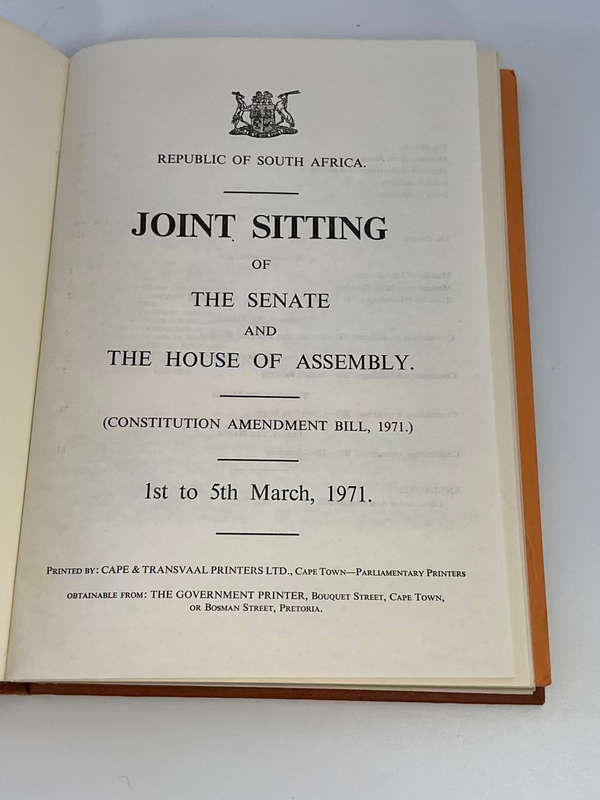 REPUBLIC OF SOUTH AFRICA.
JOINT SITTING
OF
THE SENATE
AND
THE HOUSE OF ASSEMBLY.
(CONSTITUTION AMENDMENT BILL, 1971.)
1st to 5th March, 1971.
PRINTED BY: CAPE & TRANSVAAL PRINTERS LTD., CAPE TOWN—PARLIAMENTARY PRINTERS
OBTAINABLE FROM: THE GOVERNMENT PRINTER, BOUQUET STREET, CAPE TOWN,
OR BOSMAN STREET, PRETORIA.